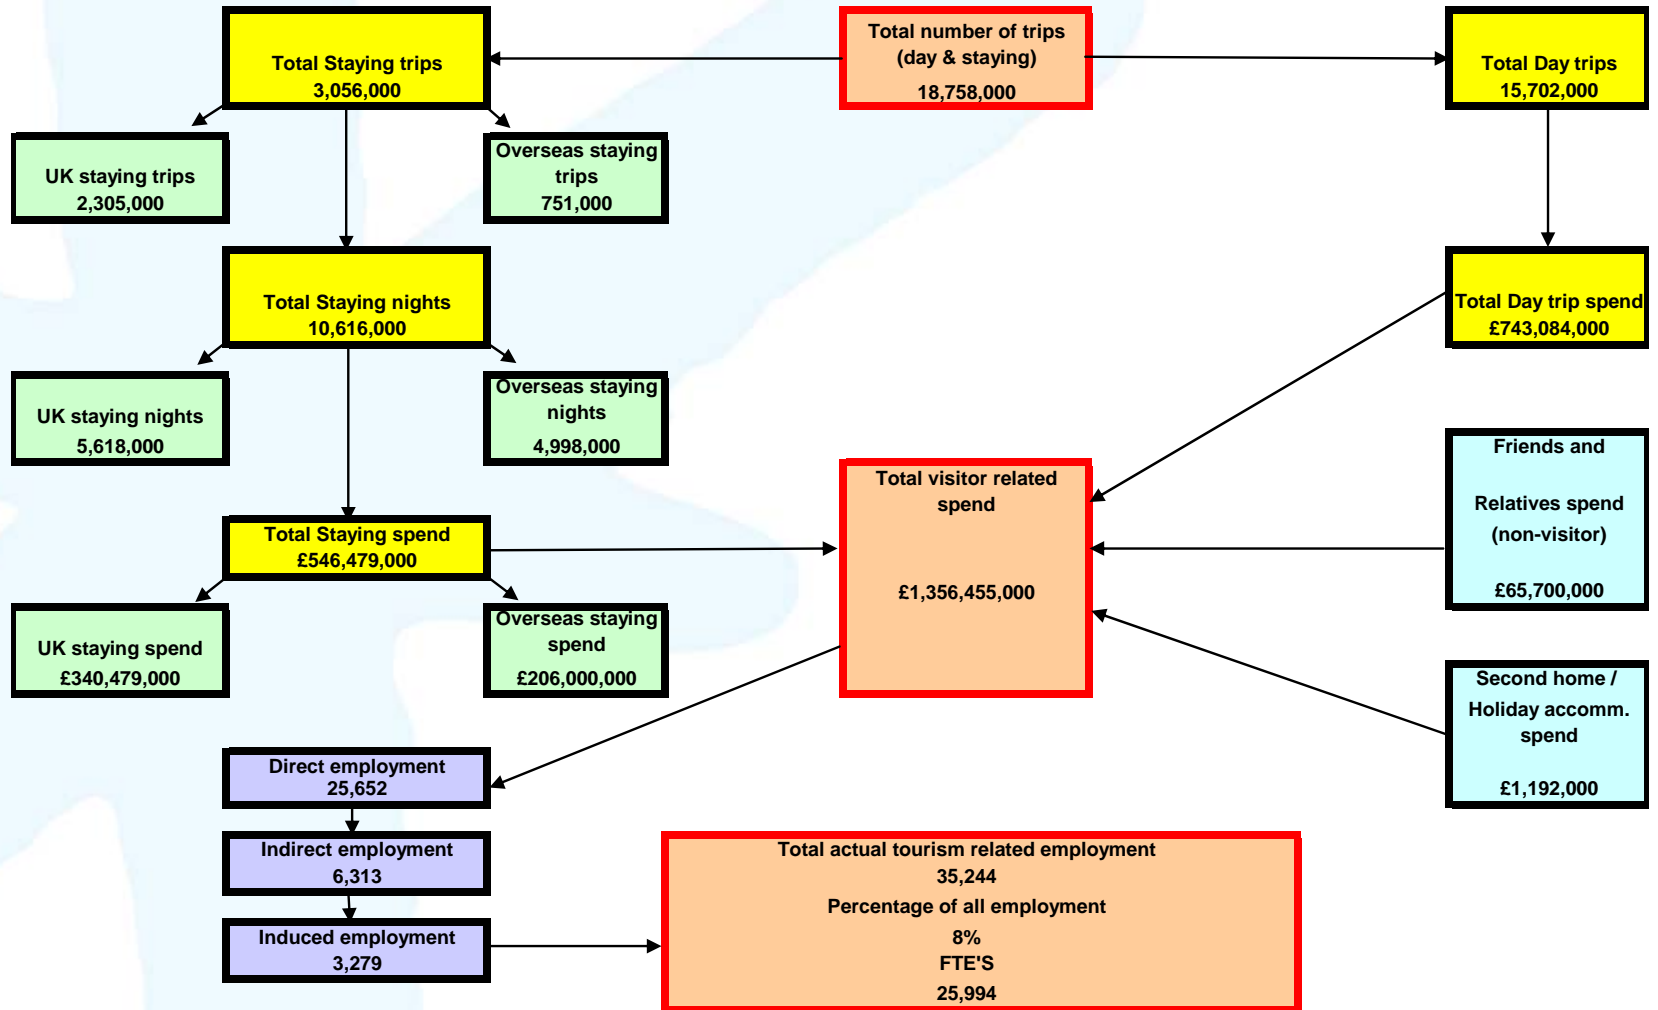 Total Staying trips
3,056,000
Total number of trips
(day & staying)
18,758,000
Total Day trips
15,702,000
UK staying trips
2,305,000
Overseas staying
trips
751,000
Total Staying nights
10,616,000
Total Day trip spend
£743,084,000
UK staying nights
5,618,000
Overseas staying
nights
4,998,000
Friends and
Relatives spend
(non-visitor)
£65,700,000
Total visitor related
spend
£1,356,455,000
Total Staying spend
£546,479,000
UK staying spend
£340,479,000
Overseas staying
spend
£206,000,000
Second home /
Holiday accomm.
spend
£1,192,000
Direct employment
25,652
Indirect employment
6,313
Induced employment
3,279
Total actual tourism related employment
35,244
Percentage of all employment
8%
FTE'S
25,994